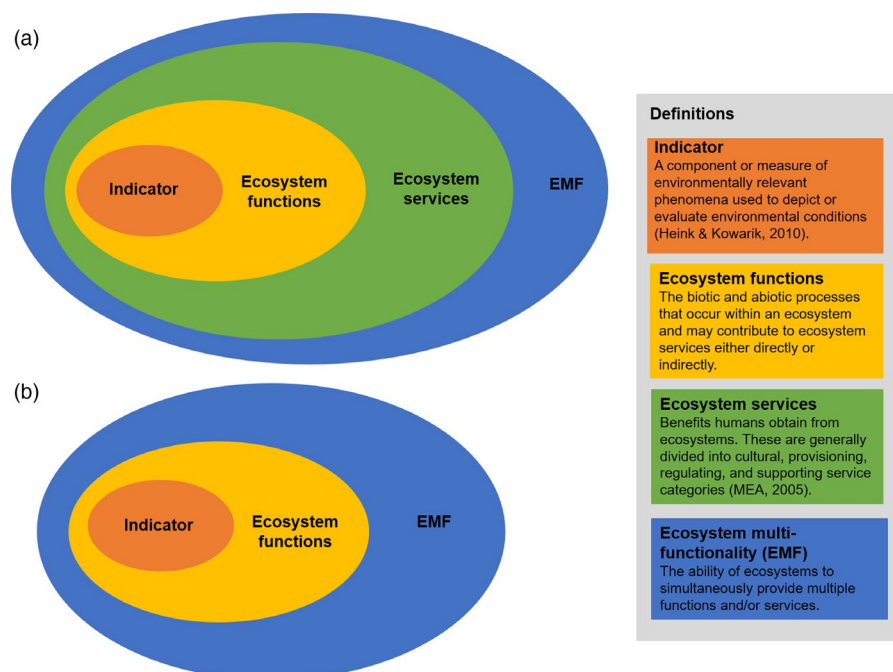 (a)
Indicator
Ecosystem
functions
Ecosystem
services
EMF
(b)
Indicator
Ecosystem
functions
EMF
Definitions
Indicator
A component or measure of
environmentally relevant
phenomena used to depict or
evaluate environmental conditions
(Heink & Kowarik, 2010).
Ecosystem functions
The biotic and abiotic processes
that occur within an ecosystem
and may contribute to ecosystem
services either directly or
indirectly.
Ecosystem services
Benefits humans obtain from
ecosystems. These are generally
divided into cultural, provisioning,
regulating, and supporting service
categories (MEA, 2005).
Ecosystem multi-
functionality (EMF)
The ability of ecosystems to
simultaneously provide multiple
functions and/or services.